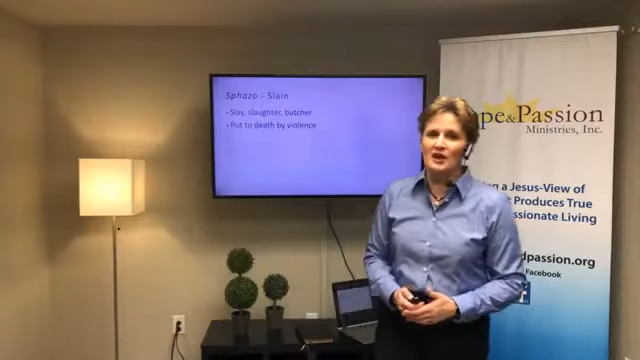 Sphazo - Slain
• Slay, slaughter, butcher
• Put to death by violence
pe&Passion
Ministries, Inc.
a Jesus-View of
Produces True
ssionate Living
dpassion.org
Facebook